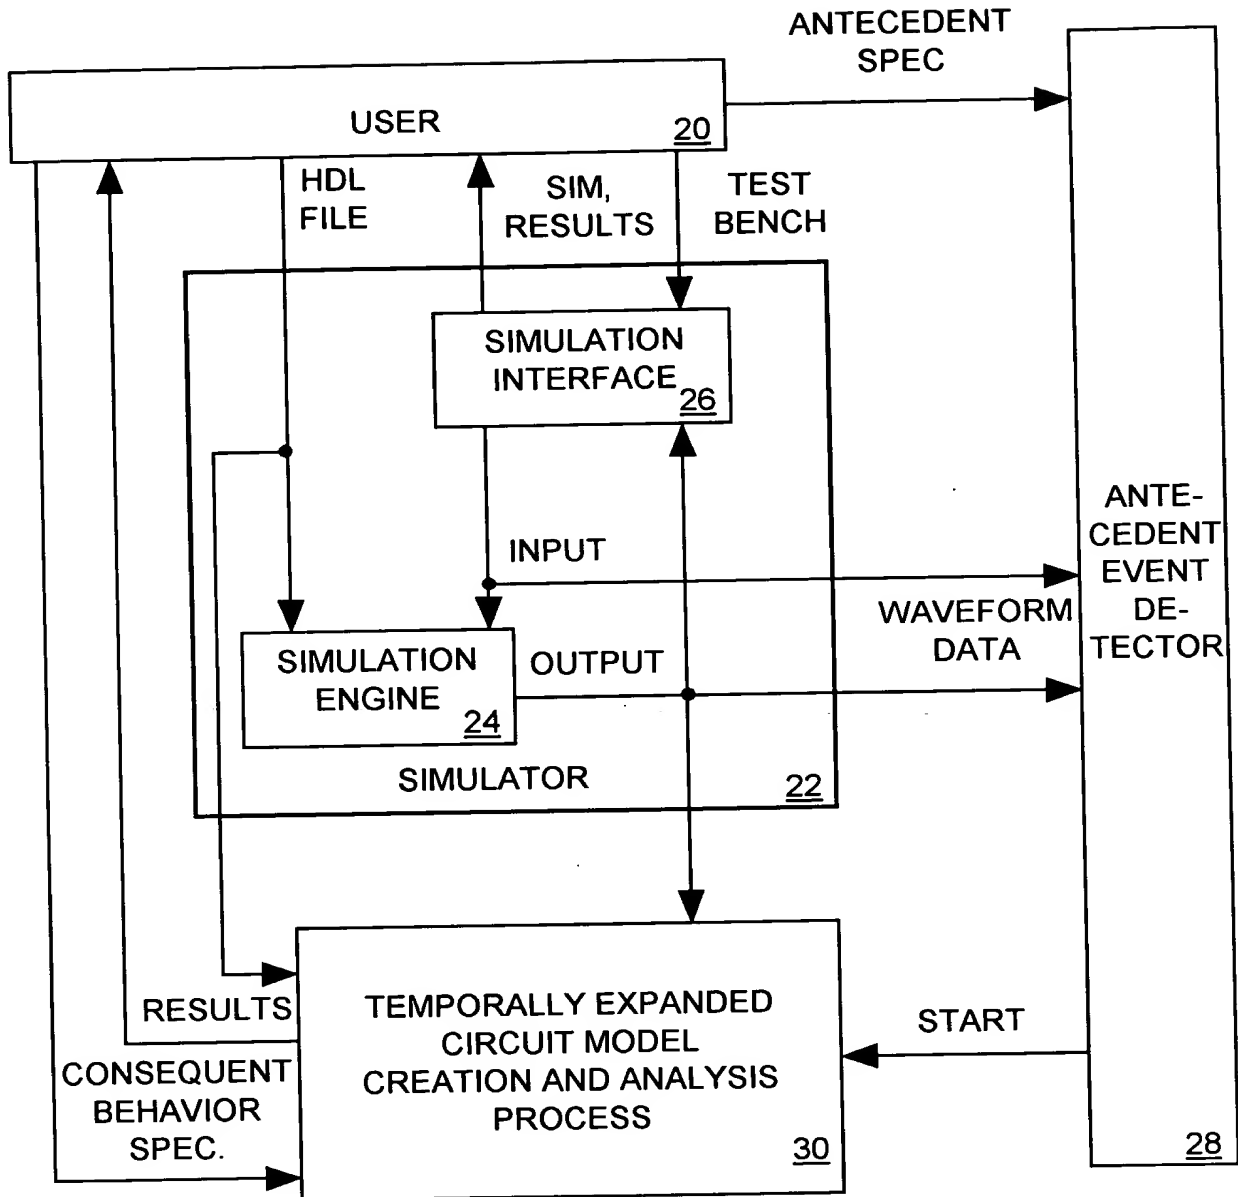 ANTECEDENT
SPEC
USER
20
HDL
FILE
SIM,
RESULTS
TEST
BENCH
SIMULATION
INTERFACE
26
INPUT
ANTE-
CEDENT
EVENT
DE-
TECTOR
WAVEFORM
DATA
SIMULATION
ENGINE
24
OUTPUT
SIMULATOR
22
RESULTS
TEMPORALLY EXPANDED
CIRCUIT MODEL
CREATION AND ANALYSIS
PROCESS
30
START
CONSEQUENT
BEHAVIOR
SPEC.
28